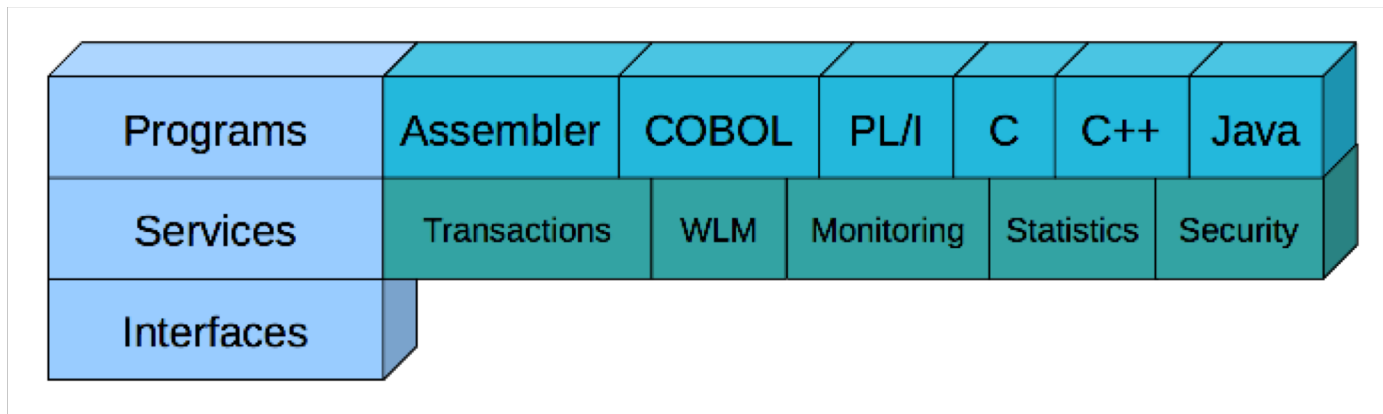 Programs Assembler COBOL PL/I C C++ Java
Services Transactions WLM Monitoring Statistics Security
Interfaces